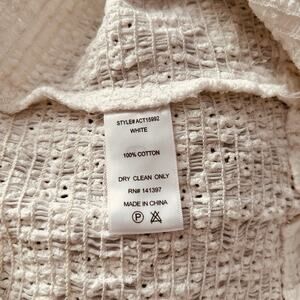 STYLE# ACT15992
WHITE
100% COTTON
DRY CLEAN ONLY
RN# 141397
MADE IN CHINA
P